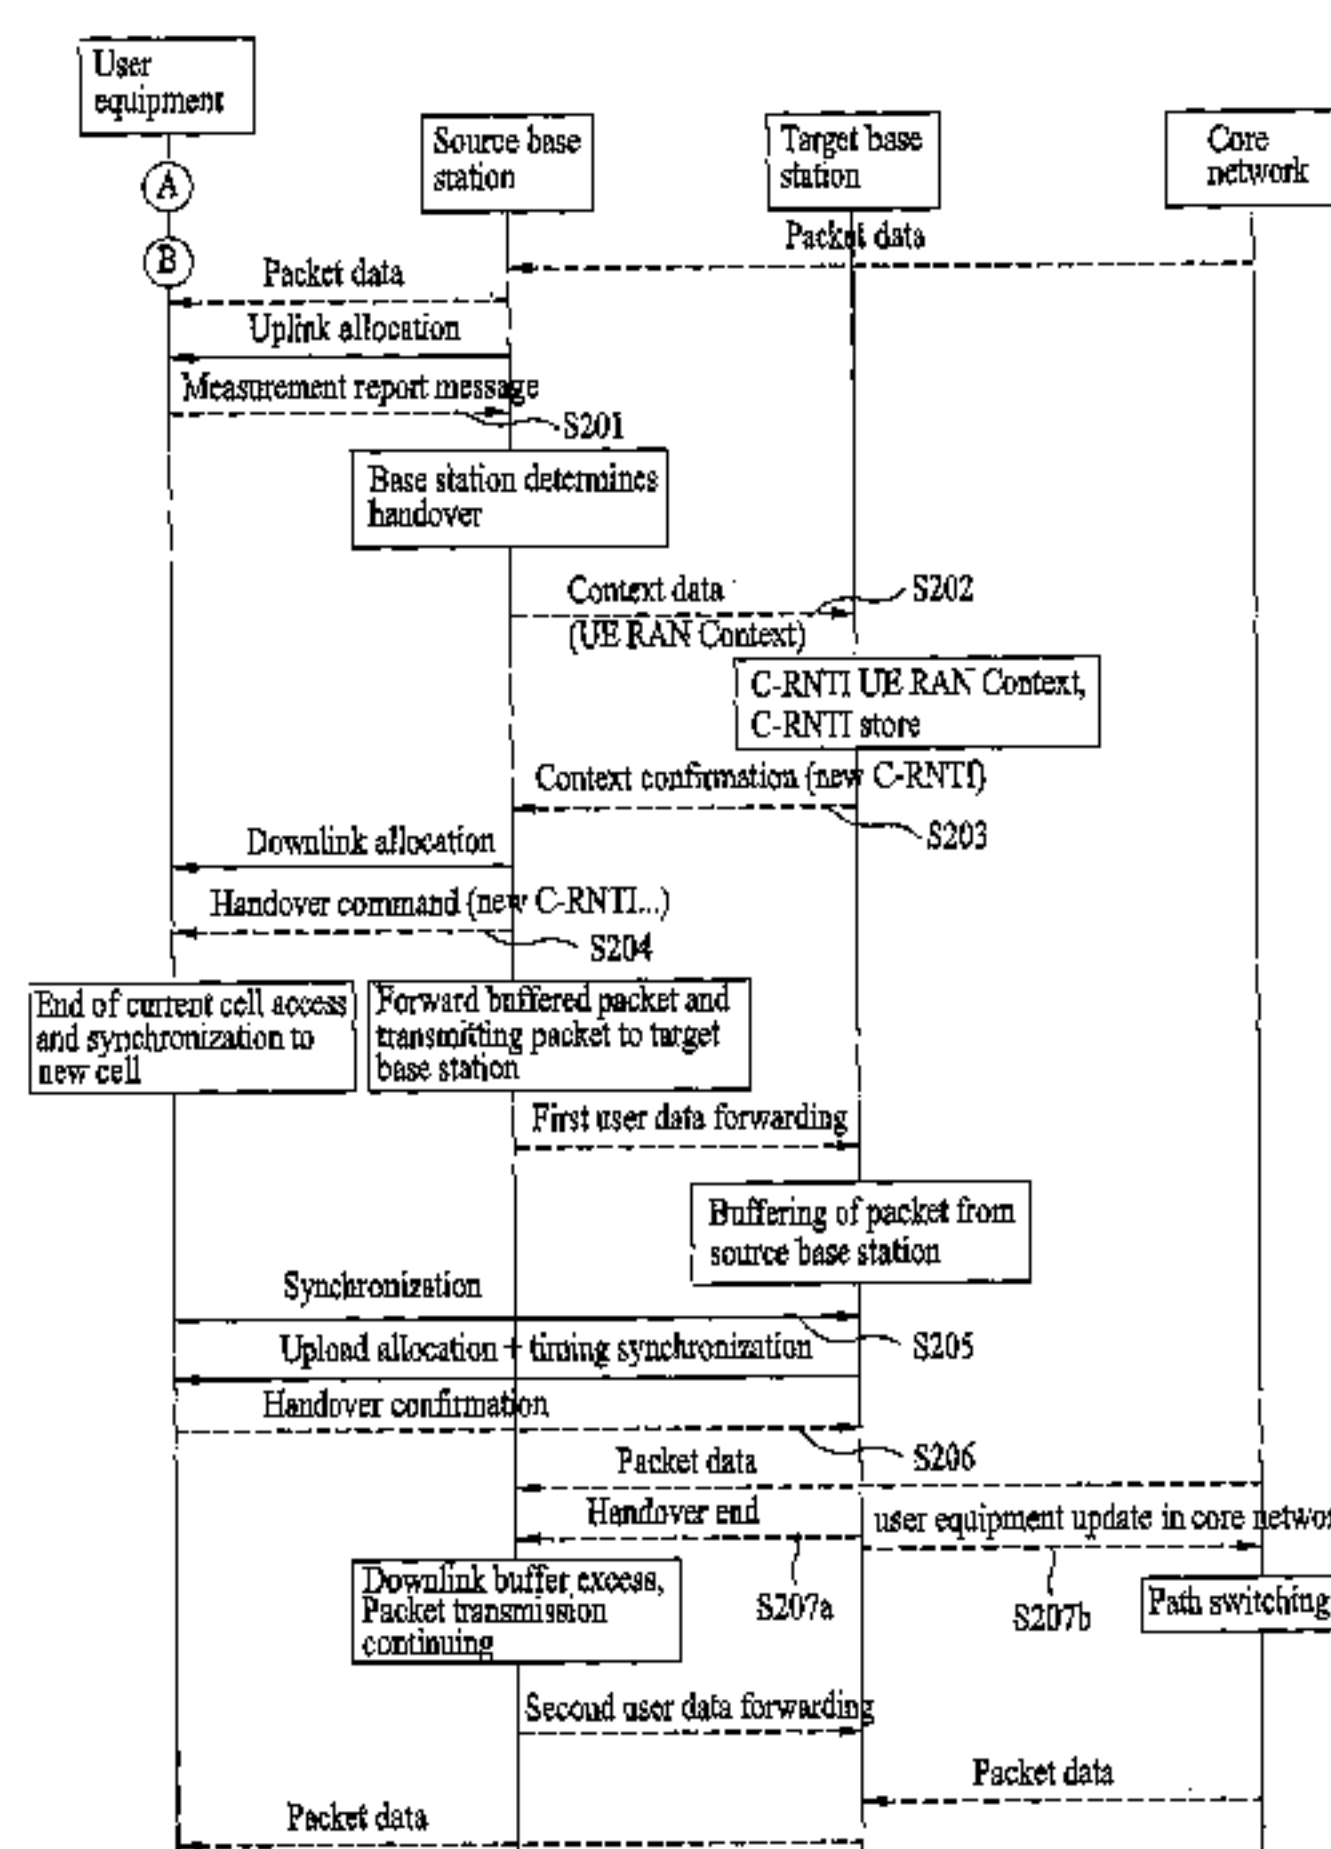 User
equipment
Source base
station
Target base
station
Core
network
A
B
Packet data
Packet data
Uplink allocation
Measurement report message
S201
Base station determines
handover
Context data
S202
(UE RAN Context)
C-RNTI UE RAN Context,
C-RNTI store
Context confirmation (new C-RNTI)
S203
Downlink allocation
Handover command (new C-RNTI...)
S204
End of current cell access
and synchronization to
new cell
Forward buffered packet and
transmitting packet to target
base station
First user data forwarding
Buffering of packet from
source base station
Synchronization
S205
Upload allocation + timing synchronization
Handover confirmation
S206
Packet data
Handover end
user equipment update in core networ
S207a
S207b
Downlink buffer excess,
Packet transmission
continuing
Path switching
Second user data forwarding
Packet data
Packet data